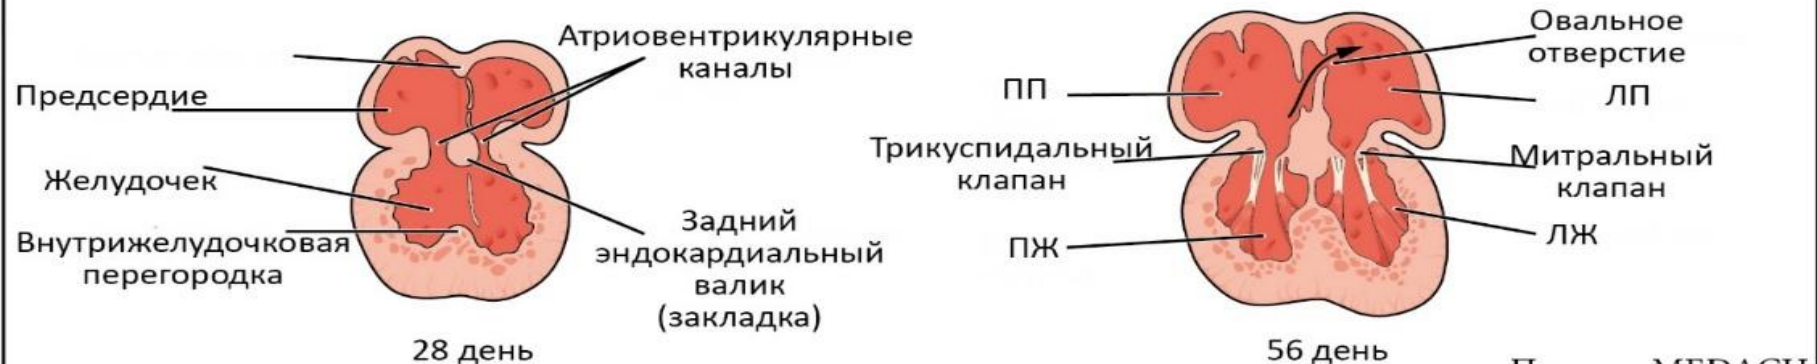 Предсердие
Желудочек
Внутрижелудочковая
перегородка
Атриовентрикулярные
каналы
Задний
эндокардиальный
валик
(закладка)
28 день
ПП
Трикуспидальный
клапан
ПЖ
Овальное
отверстие
ЛП
Митральный
клапан
ЛЖ
56 день